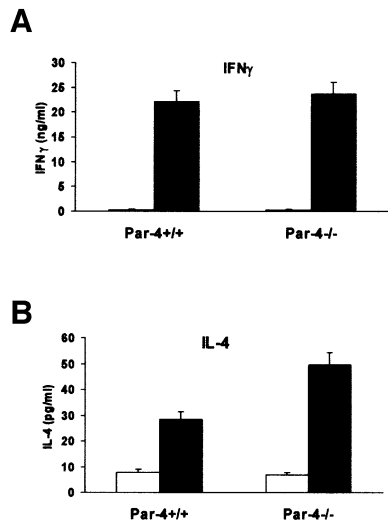 A
IFNγ
30
25
20
15
10
5
0
IFNγ (ng/ml)
Par-4+/+ Par-4-/-
B
IL-4
60
50
40
30
20
10
0
IL-4 (pg/ml)
Par-4+/+ Par-4-/-